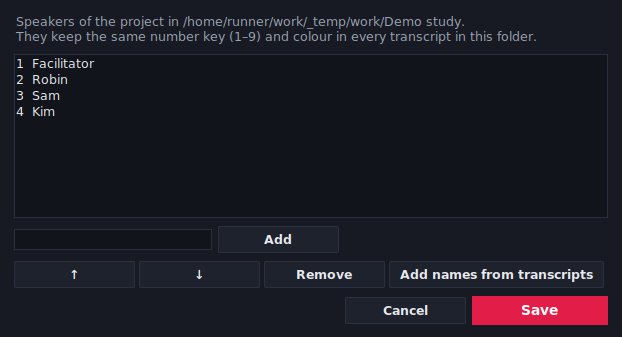 Speakers of the project in /home/runner/work/_temp/work/Demo study.
They keep the same number key (1–9) and colour in every transcript in this folder.
1 Facilitator
2 Robin
3 Sam
4 Kim
Add
↑ ↓ Remove Add names from transcripts
Cancel Save